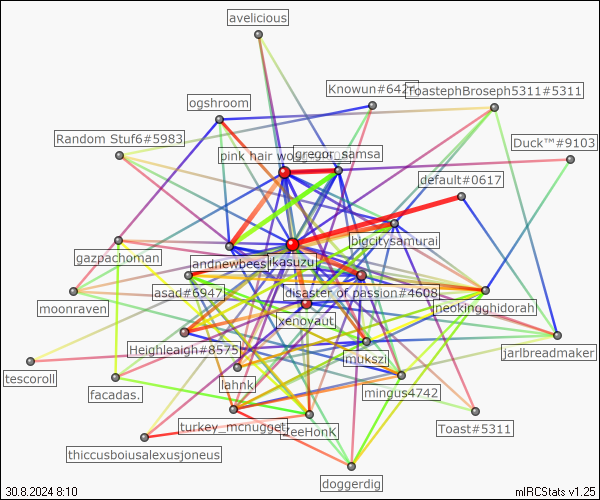 avelicious
Knowun#642
ToastephBroseph5311#5311
ogshroom
Random Stuf6#5983
Duck™#9103
pink hair
gregor_samsa
default#0617
bigcitysamurai
gazpachoman
andnewbees
ikasuzu
asad#6947
disaster of passion#4608
moonraven
neokingghidorah
xenoyaut
Heighleaigh#8575
mukszi
jarlbreadmaker
tescoroll
lahnk
facadas.
mingus4742
turkey_mcnugget
ZeeHonK
Toast#5311
thiccusboiusalexusjoneus
doggerdig
30.8.2024 8:10
mIRCStats v1.25